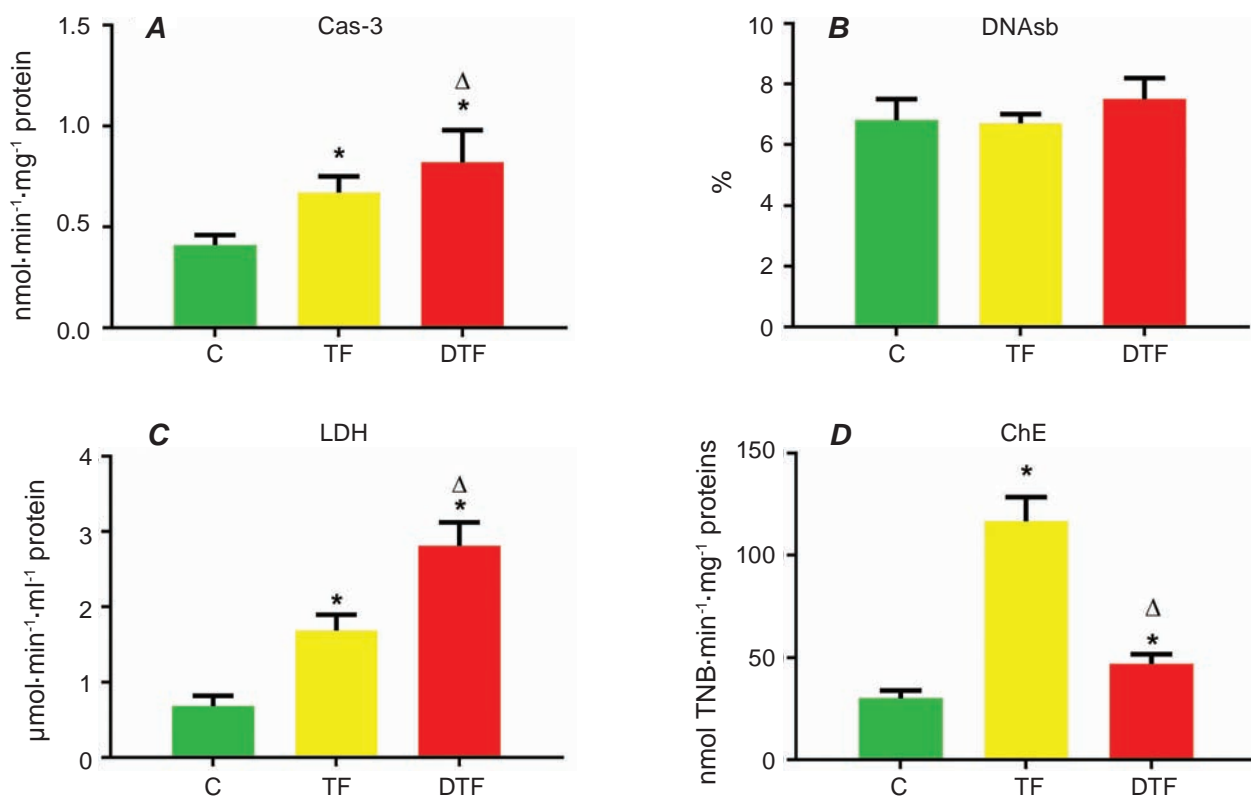 A
Cas-3
nmol·min⁻¹·mg⁻¹ protein
1.5
1.0
0.5
0.0
*
Δ
*
C TF DTF
B
DNAsb
%
10
8
6
4
2
0
C TF DTF
C
LDH
μmol·min⁻¹·ml⁻¹ protein
4
3
2
1
0
*
Δ
*
C TF DTF
D
ChE
nmol TNB·min⁻¹·mg⁻¹ proteins
150
100
50
0
*
Δ
*
C TF DTF